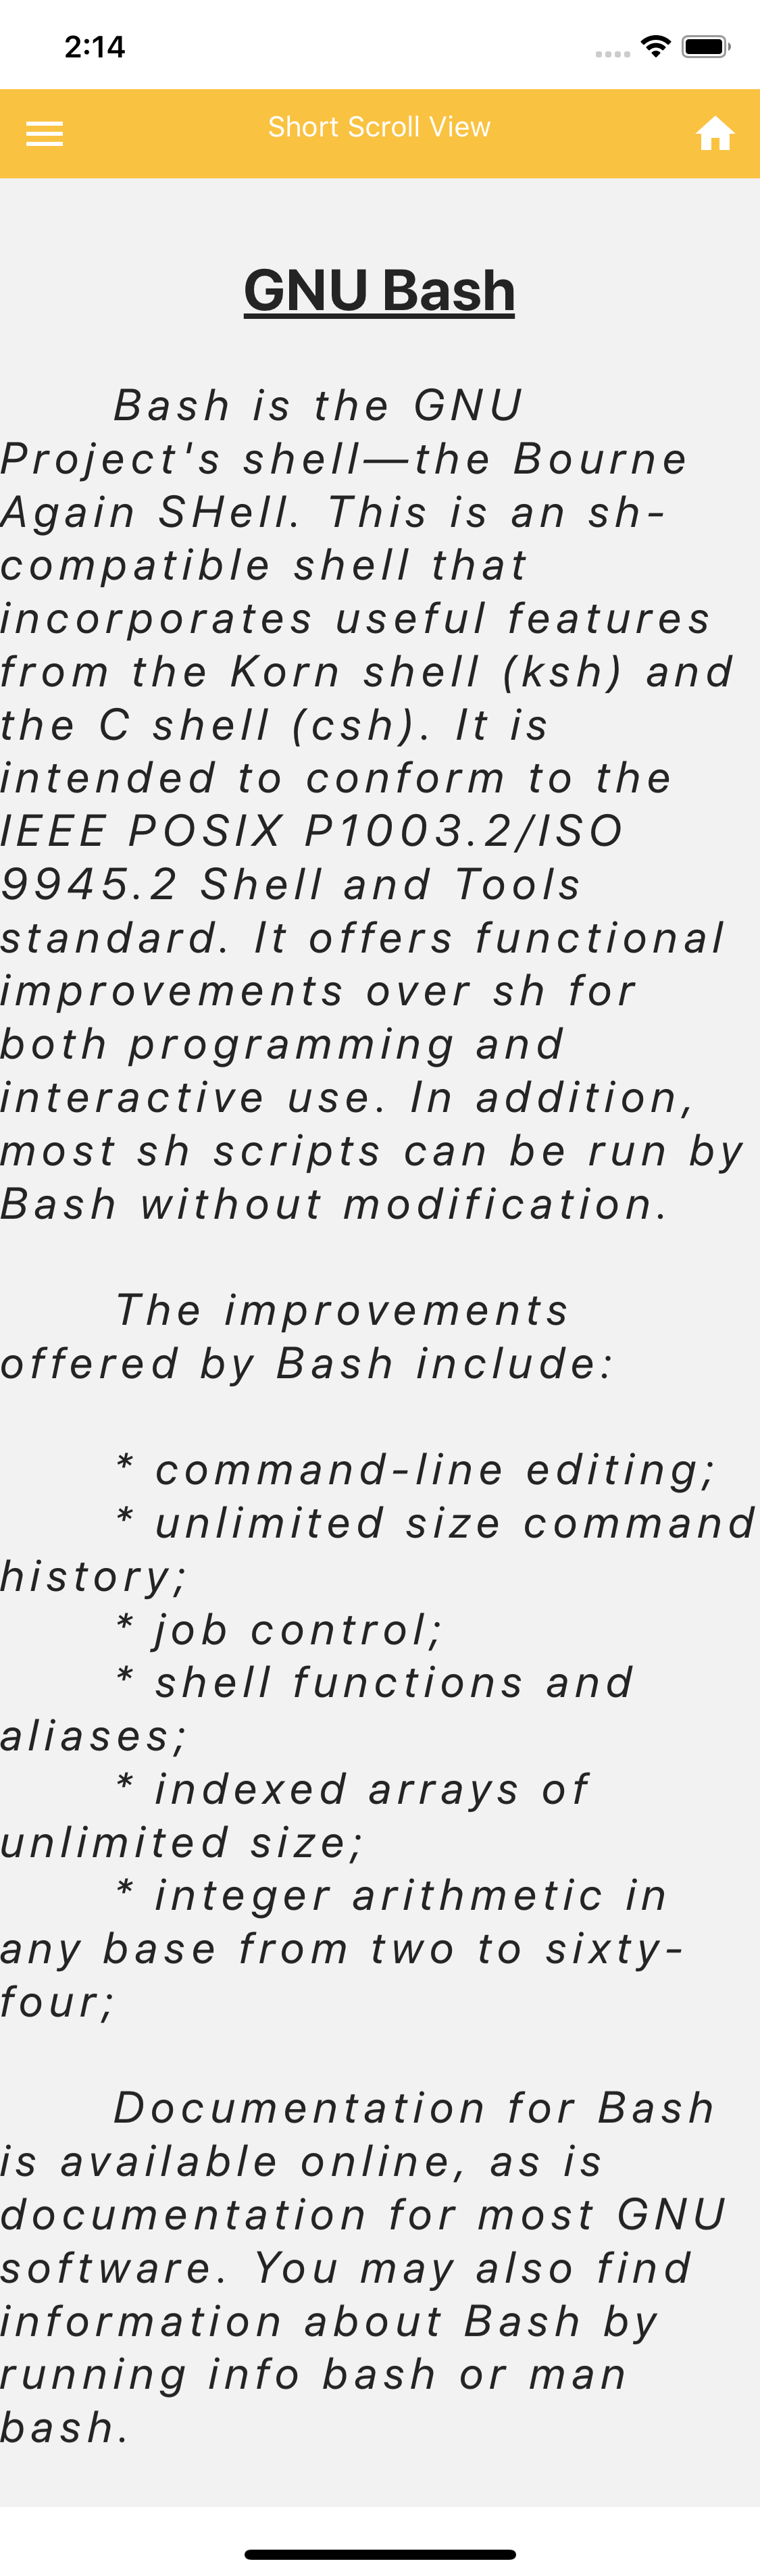 2:14
Short Scroll View
GNU Bash
Bash is the GNU
Project's shell—the Bourne
Again SHell. This is an sh-
compatible shell that
incorporates useful features
from the Korn shell (ksh) and
the C shell (csh). It is
intended to conform to the
IEEE POSIX P1003.2/ISO
9945.2 Shell and Tools
standard. It offers functional
improvements over sh for
both programming and
interactive use. In addition,
most sh scripts can be run by
Bash without modification.
The improvements
offered by Bash include:
* command-line editing;
* unlimited size command
history;
* job control;
* shell functions and
aliases;
* indexed arrays of
unlimited size;
* integer arithmetic in
any base from two to sixty-
four;
Documentation for Bash
is available online, as is
documentation for most GNU
software. You may also find
information about Bash by
running info bash or man
bash.